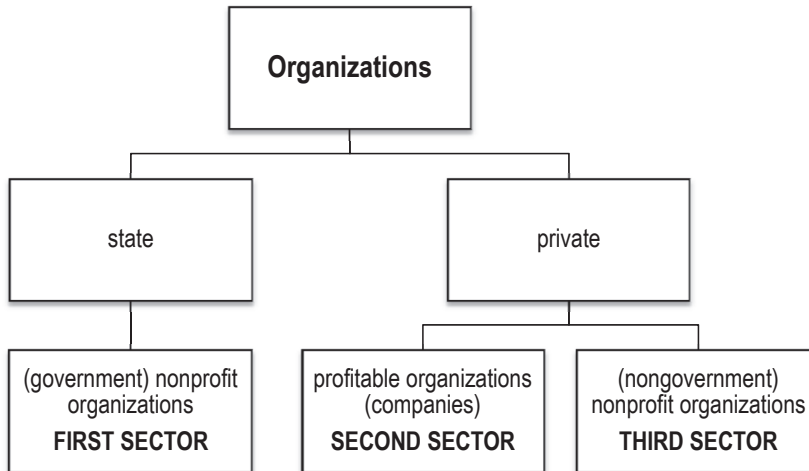 Organizations
state
private
(government) nonprofit
organizations
FIRST SECTOR
profitable organizations
(companies)
SECOND SECTOR
(nongovernment)
nonprofit organizations
THIRD SECTOR